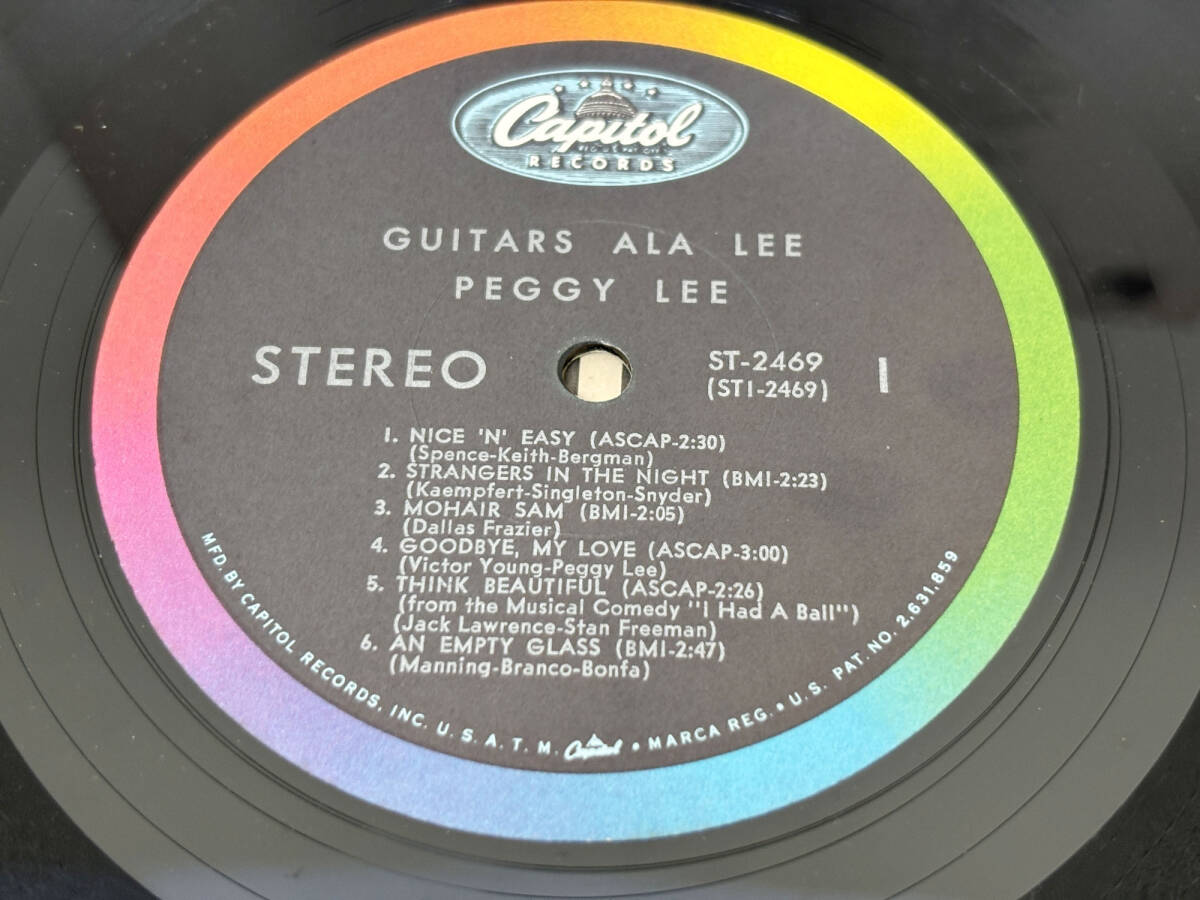 Capitol
RECORDS
GUITARS ALA LEE
PEGGY LEE
STEREO
ST-2469
(ST1-2469)
1
1. NICE 'N' EASY (ASCAP-2:30)
(Spence-Keith-Bergman)
2. STRANGERS IN THE NIGHT (BMI-2:23)
(Kaempfert-Singleton-Snyder)
3. MOHAIR SAM (BMI-2:05)
(Dallas Frazier)
4. GOODBYE, MY LOVE (ASCAP-3:00)
(Victor Young-Peggy Lee)
5. THINK BEAUTIFUL (ASCAP-2:26)
(from the Musical Comedy "I Had A Ball")
(Jack Lawrence-Stan Freeman)
6. AN EMPTY GLASS (BMI-2:47)
(Manning-Branco-Bonfa)
MFD. BY CAPITOL RECORDS, INC. U. S. A. T. M. Capitol • MARCA REG. • U. S. PAT. NO. 2,631,859